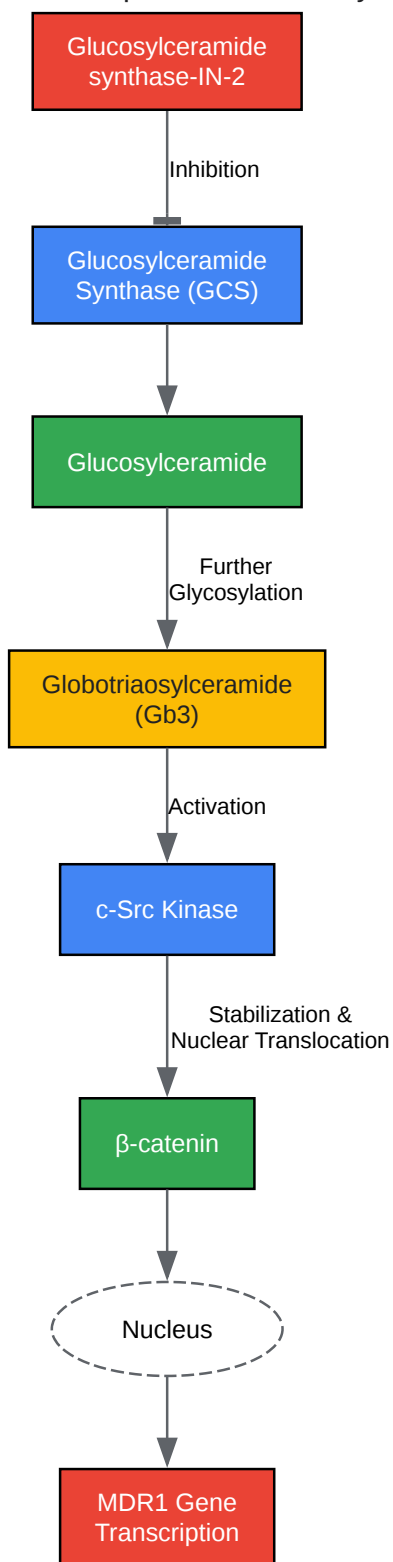 Glucosylceramide
synthase-IN-2
Inhibition
Glucosylceramide
Synthase (GCS)
Glucosylceramide
Further
Glycosylation
Globotriaosylceramide
(Gb3)
Activation
c-Src Kinase
Stabilization &
Nuclear Translocation
β-catenin
Nucleus
MDR1 Gene
Transcription